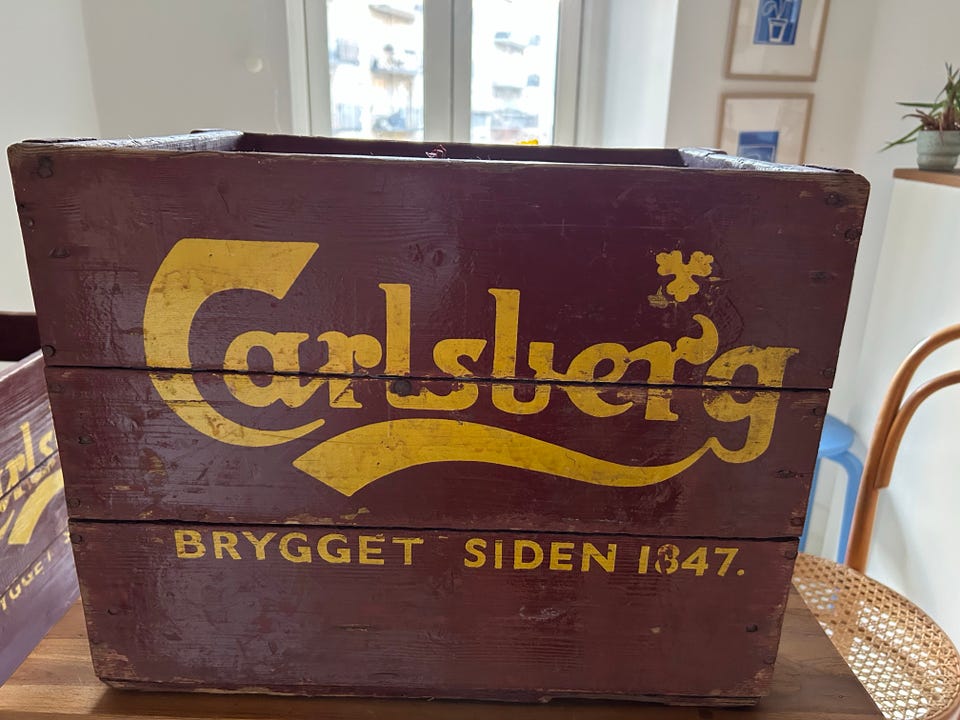 Carlsberg
BRYGGET SIDEN 1847.